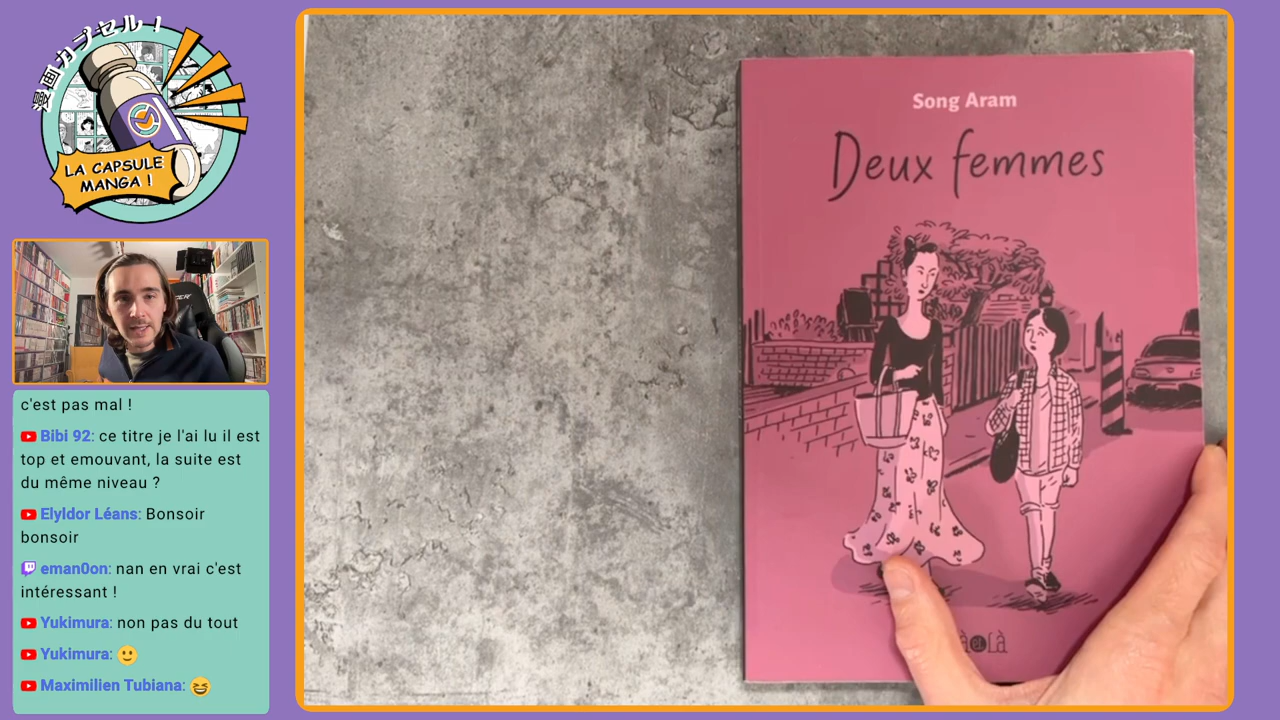 漫画カプセル！
LA CAPSULE
MANGA !
c'est pas mal !
Bibi 92: ce titre je l'ai lu il est
top et emouvant, la suite est
du même niveau ?
Elyldor Léans: Bonsoir
bonsoir
eman0on: nan en vrai c'est
intéressant !
Yukimura: non pas du tout
Yukimura: 🙂
Maximilien Tubiana: 😆
Song Aram
Deux femmes
à et Là